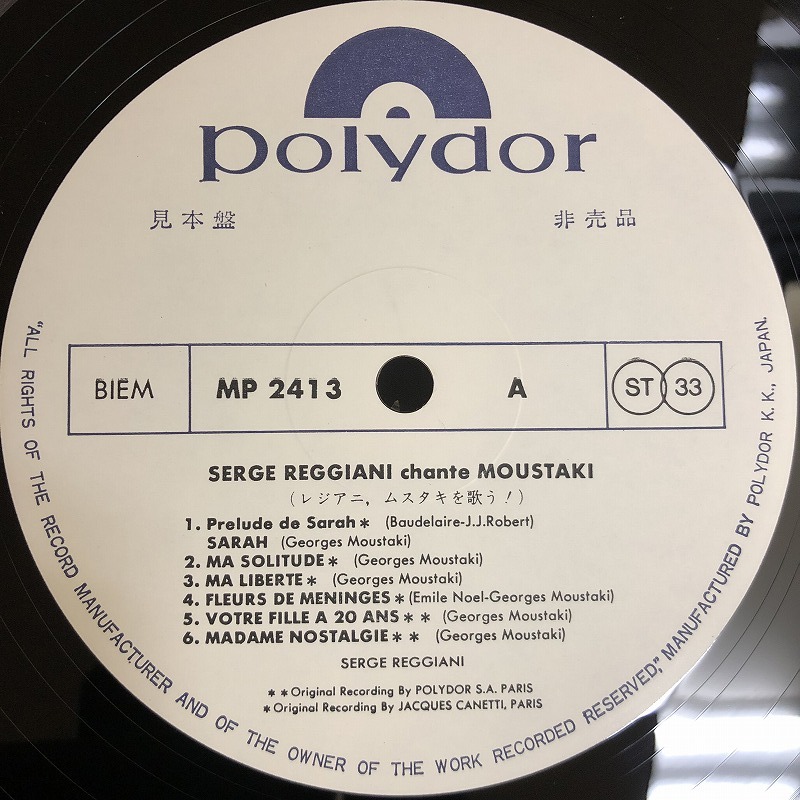 polydor
見本盤 非売品
BIEM MP 2413 A ST 33
SERGE REGGIANI chante MOUSTAKI
(レジアニ, ムスタキを歌う!)
1. Prelude de Sarah* (Baudelaire-J.J.Robert)
SARAH (Georges Moustaki)
2. MA SOLITUDE* (Georges Moustaki)
3. MA LIBERTE* (Georges Moustaki)
4. FLEURS DE MENINGES* (Emile Noel-Georges Moustaki)
5. VOTRE FILLE A 20 ANS** (Georges Moustaki)
6. MADAME NOSTALGIE** (Georges Moustaki)
SERGE REGGIANI
**Original Recording By POLYDOR S.A. PARIS
*Original Recording By JACQUES CANETTI, PARIS
"ALL RIGHTS OF THE RECORD MANUFACTURER AND OF THE OWNER OF THE WORK RECORDED RESERVED," MANUFACTURED BY POLYDOR K.K., JAPAN.